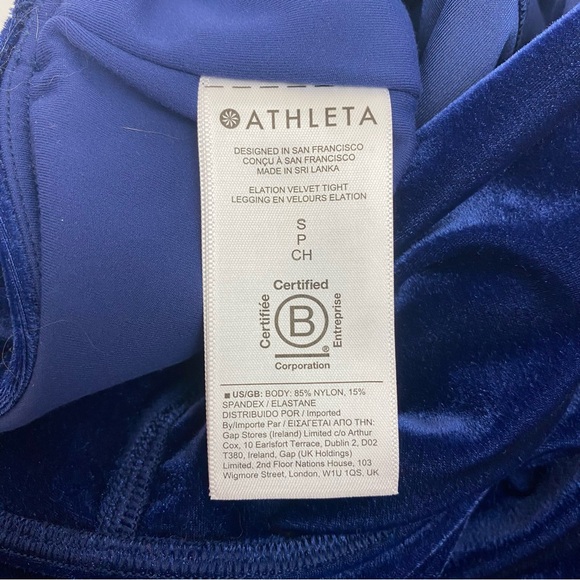 ATHLETA
DESIGNED IN SAN FRANCISCO
CONÇU À SAN FRANCISCO
MADE IN SRI LANKA
ELATION VELVET TIGHT
LEGGING EN VELOURS ELATION
S
P
CH
Certified
Certifiée
B
Entreprise
®
Corporation
■ US/GB: BODY: 85% NYLON, 15%
SPANDEX / ELASTANE
DISTRIBUIDO POR / Imported
By/Importe par / ΕΙΣΑΓΕΤΑΙ ΑΠΟ ΤΗΝ:
Gap Stores (Ireland) Limited c/o Arthur
Cox, 10 Earlsfort Terrace, Dublin 2, D02
T380, Ireland, Gap (UK Holdings)
Limited, 2nd Floor Nations House, 103
Wigmore Street, London, W1U 1QS, UK